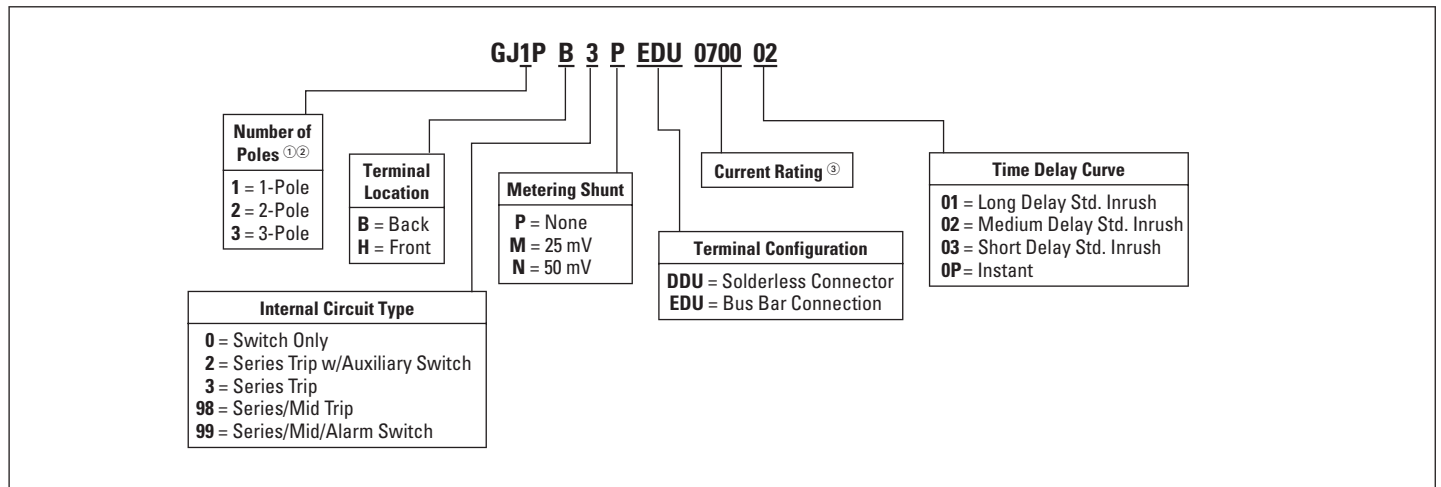 GJ1P B 3 P EDU 0700 02
Number of
Poles ①②
1 = 1-Pole
2 = 2-Pole
3 = 3-Pole
Terminal
Location
B = Back
H = Front
Internal Circuit Type
0 = Switch Only
2 = Series Trip w/Auxiliary Switch
3 = Series Trip
98 = Series/Mid Trip
99 = Series/Mid/Alarm Switch
Metering Shunt
P = None
M = 25 mV
N = 50 mV
Terminal Configuration
DDU = Solderless Connector
EDU = Bus Bar Connection
Current Rating ③
Time Delay Curve
01 = Long Delay Std. Inrush
02 = Medium Delay Std. Inrush
03 = Short Delay Std. Inrush
0P= Instant